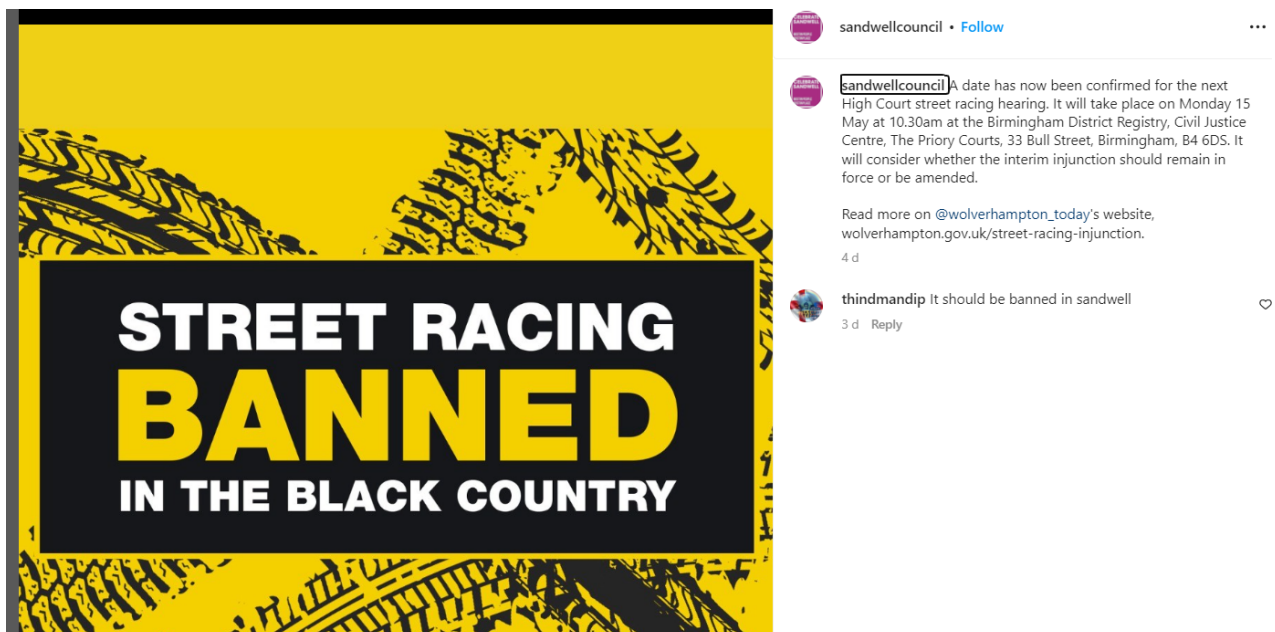 STREET RACING
BANNED
IN THE BLACK COUNTRY
sandwellcouncil • Follow
sandwellcouncil A date has now been confirmed for the next
High Court street racing hearing. It will take place on Monday 15
May at 10.30am at the Birmingham District Registry, Civil Justice
Centre, The Priory Courts, 33 Bull Street, Birmingham, B4 6DS. It
will consider whether the interim injunction should remain in
force or be amended.
Read more on @wolverhampton_today's website,
wolverhampton.gov.uk/street-racing-injunction.
4 d
thindmandip It should be banned in sandwell
3 d Reply